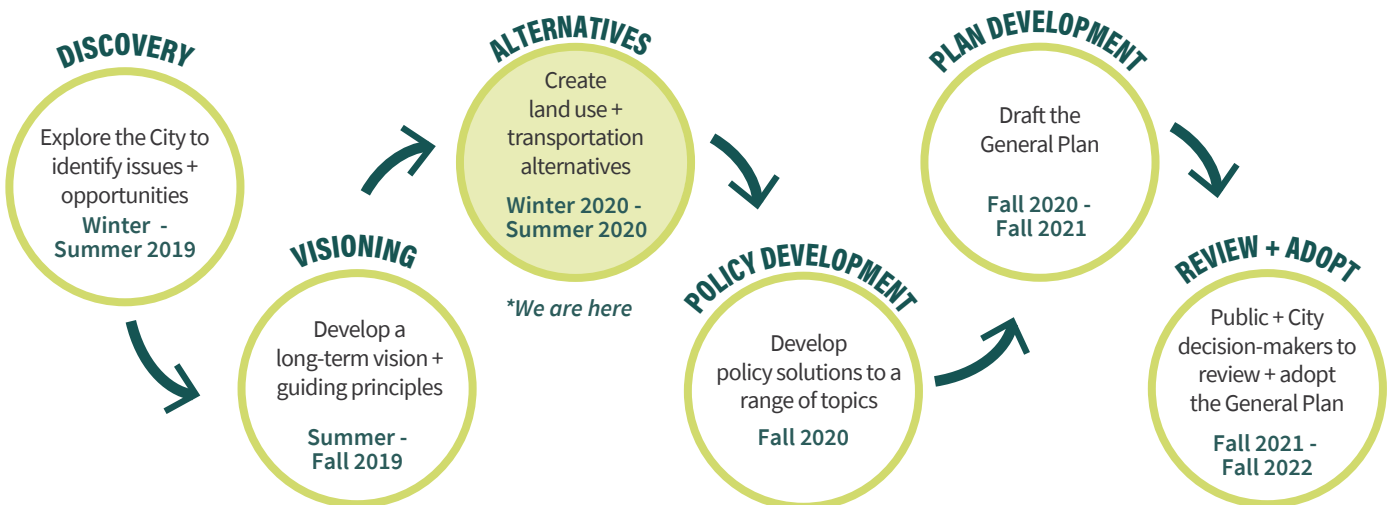 DISCOVERY
Explore the City to
identify issues +
opportunities
Winter -
Summer 2019
VISIONING
Develop a
long-term vision +
guiding principles
Summer -
Fall 2019
ALTERNATIVES
Create
land use +
transportation
alternatives
Winter 2020 -
Summer 2020
*We are here
POLICY DEVELOPMENT
Develop
policy solutions to a
range of topics
Fall 2020
PLAN DEVELOPMENT
Draft the
General Plan
Fall 2020 -
Fall 2021
REVIEW + ADOPT
Public + City
decision-makers to
review + adopt
the General Plan
Fall 2021 -
Fall 2022